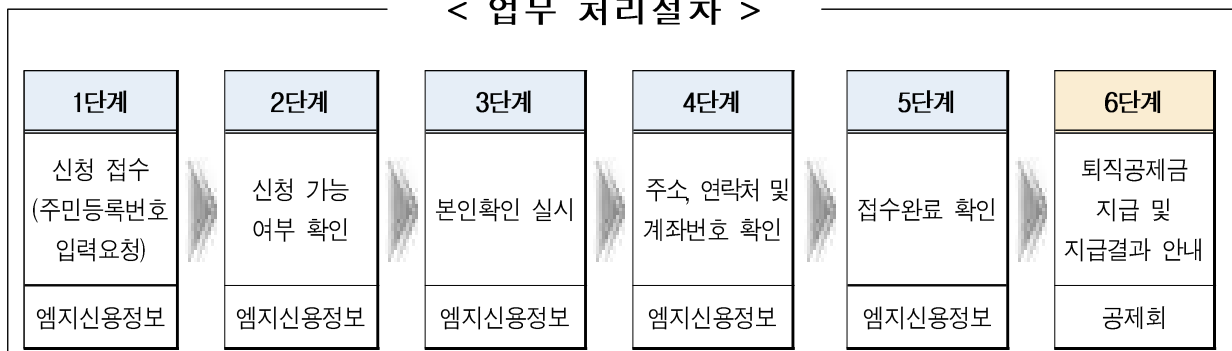 < 업무 처리절차 >
1단계
신청 접수
(주민등록번호
입력요청)
엠지신용정보
2단계
신청 가능
여부 확인
엠지신용정보
3단계
본인확인 실시
엠지신용정보
4단계
주소, 연락처 및
계좌번호 확인
엠지신용정보
5단계
접수완료 확인
엠지신용정보
6단계
퇴직공제금
지급 및
지급결과 안내
공제회